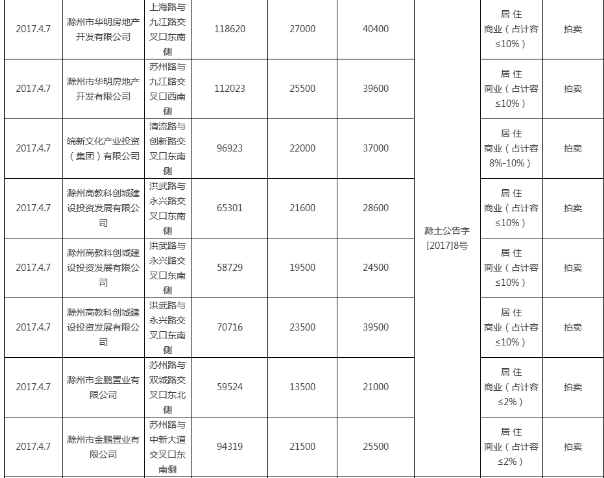 2017.4.7
滁州市华明房地产
开发有限公司
上海路与
九江路交
叉口东南
侧
118620
27000
40400
居 住
商业（占计容
≤10%）
拍卖
2017.4.7
滁州市华明房地产
开发有限公司
苏州路与
九江路交
叉口西南
侧
112023
25500
39600
居 住
商业（占计容
≤10%）
拍卖
2017.4.7
皖新文化产业投资
（集团）有限公司
清流路与
创新路交
叉口东南
侧
96923
22000
37000
居 住
商业（占计容
8%-10%）
拍卖
2017.4.7
滁州高教科创城建
设投资发展有限公
司
洪武路与
永兴路交
叉口东南
侧
65301
21600
28600
滁土公告字
[2017]8号
居 住
商业（占计容
≤10%）
拍卖
2017.4.7
滁州高教科创城建
设投资发展有限公
司
洪武路与
永兴路交
叉口东南
侧
58729
19500
24500
居 住
商业（占计容
≤10%）
拍卖
2017.4.7
滁州高教科创城建
设投资发展有限公
司
洪武路与
永兴路交
叉口东南
侧
70716
23500
39500
居 住
商业（占计容
≤10%）
拍卖
2017.4.7
滁州市金鹏置业有
限公司
苏州路与
双城路交
叉口东北
侧
59524
13500
21000
居 住
商业（占计容
≤2%）
拍卖
2017.4.7
滁州市金鹏置业有
限公司
苏州路与
中新大道
交叉口东
南侧
94319
21500
25500
居 住
商业（占计容
≤2%）
拍卖